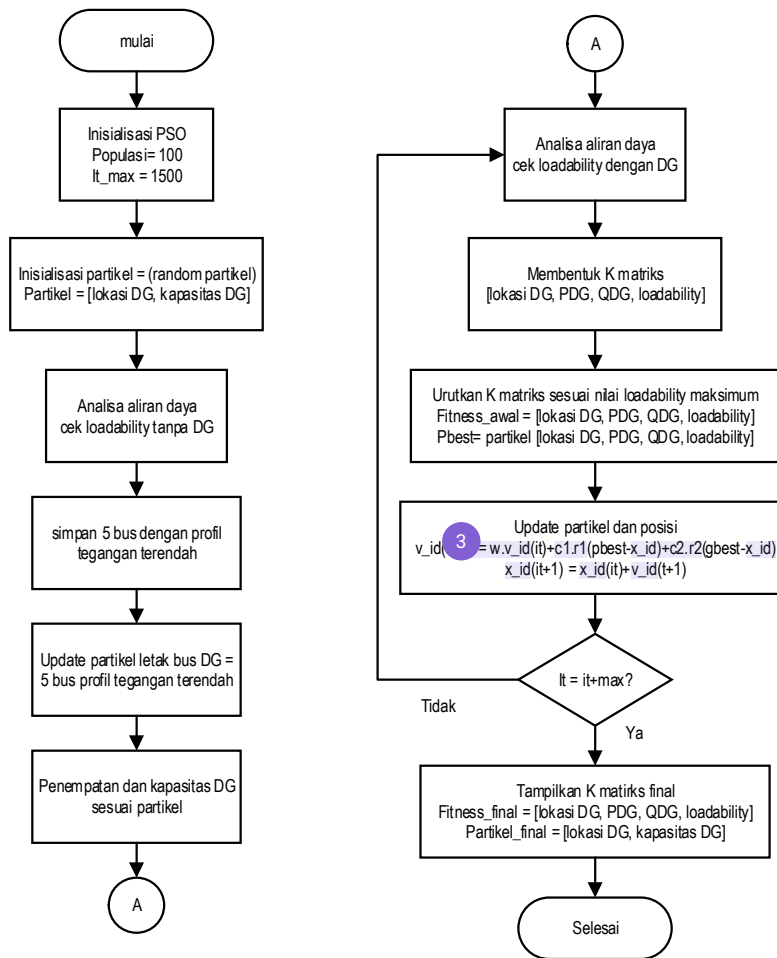 mulai
Inisialisasi PSO
Populasi= 100
It_max = 1500
Inisialisasi partikel = (random partikel)
Partikel = [lokasi DG, kapasitas DG]
Analisa aliran daya
cek loadability tanpa DG
simpan 5 bus dengan profil
tegangan terendah
Update partikel letak bus DG =
5 bus profil tegangan terendah
Penempatan dan kapasitas DG
sesuai partikel
A
A
Analisa aliran daya
cek loadability dengan DG
Membentuk K matriks
[lokasi DG, PDG, QDG, loadability]
Urutkan K matriks sesuai nilai loadability maksimum
Fitness_awal = [lokasi DG, PDG, QDG, loadability]
Pbest= partikel [lokasi DG, PDG, QDG, loadability]
Update partikel dan posisi
v_id( 3 = w.v_id(it)+c1.r1(pbest-x_id)+c2.r2(gbest-x_id)
x_id(it+1) = x_id(it)+v_id(t+1)
It = it+max?
Tidak
Ya
Tampilkan K matirks final
Fitness_final = [lokasi DG, PDG, QDG, loadability]
Partikel_final = [lokasi DG, kapasitas DG]
Selesai